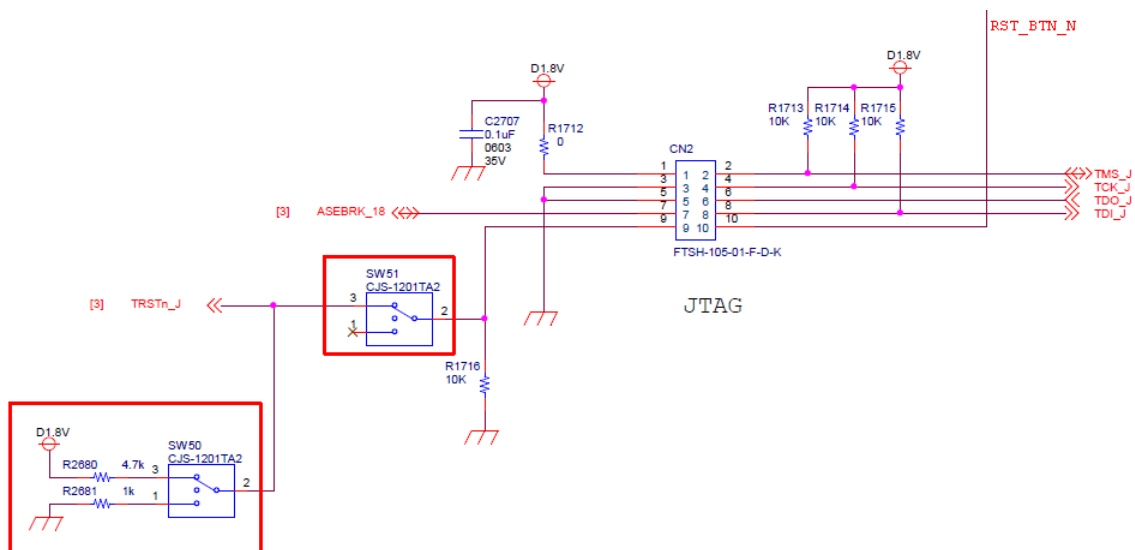 RST_BTN_N
D1.8V
D1.8V
C2707
0.1uF
0603
35V
R1712
0
R1713
10K
R1714
10K
R1715
10K
CN2
1 1 2 2
3 3 4 4
5 5 6 6
7 7 8 8
9 9 10 10
FTSH-105-01-F-D-K
TMS_J
TCK_J
TDO_J
TDI_J
[3] ASEBRK_18
JTAG
SW51
CJS-1201TA2
3
1
2
[3] TRSTn_J
R1716
10K
D1.8V
SW50
CJS-1201TA2
R2680 4.7k 3
R2681 1k 1
2